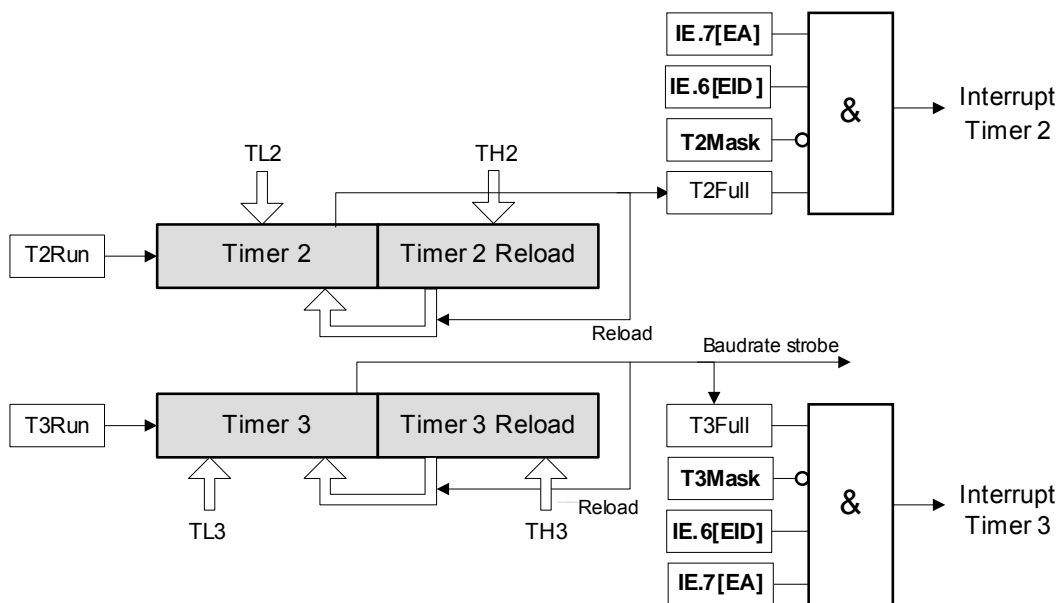 IE.7[EA]
IE.6[EID]
T2Mask
T2Full
&
Interrupt
Timer 2
TL2
TH2
T2Run
Timer 2
Timer 2 Reload
Reload
Baudrate strobe
T3Run
Timer 3
Timer 3 Reload
TL3
TH3
Reload
T3Full
T3Mask
IE.6[EID]
IE.7[EA]
&
Interrupt
Timer 3